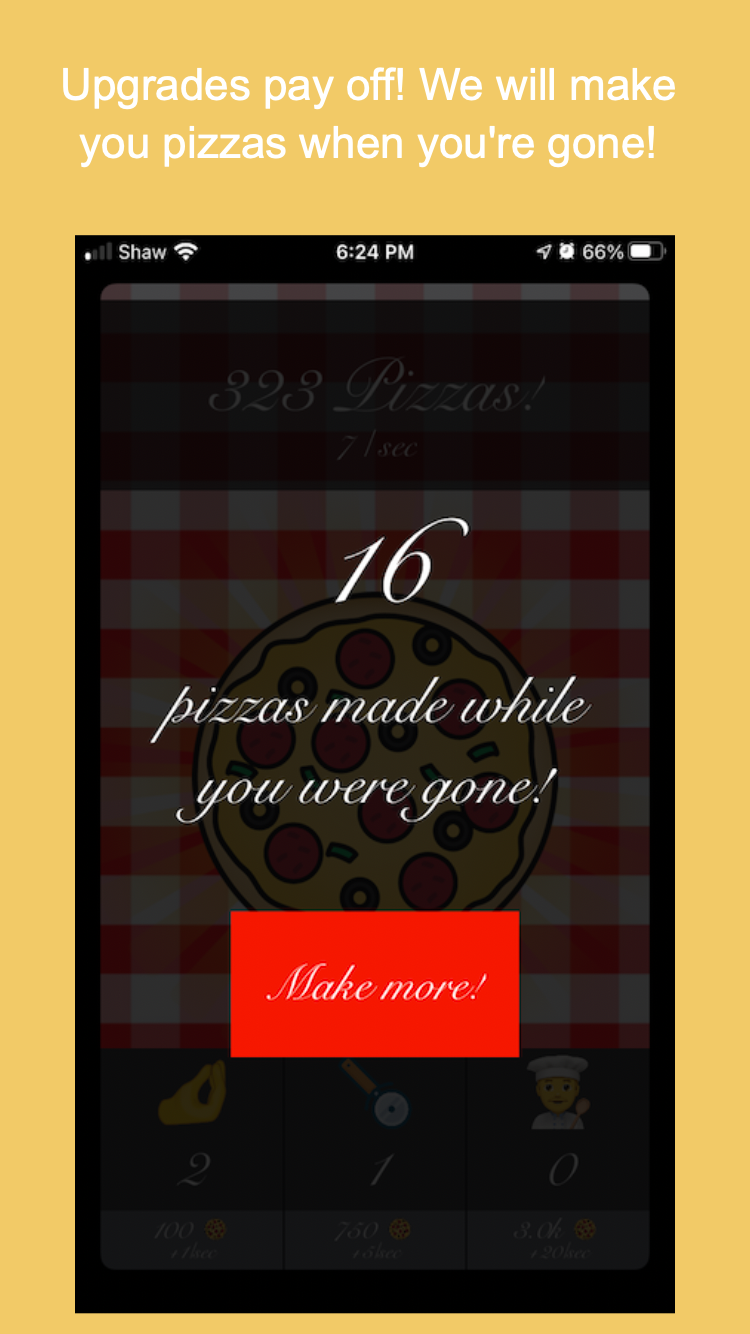 Upgrades pay off! We will make
you pizzas when you're gone!
Shaw 6:24 PM 66%
323 Pizzas!
7 / sec
16
pizzas made while
you were gone!
Make more!
2 1 0
100 750 3.0k
+1/sec +5/sec +20/sec